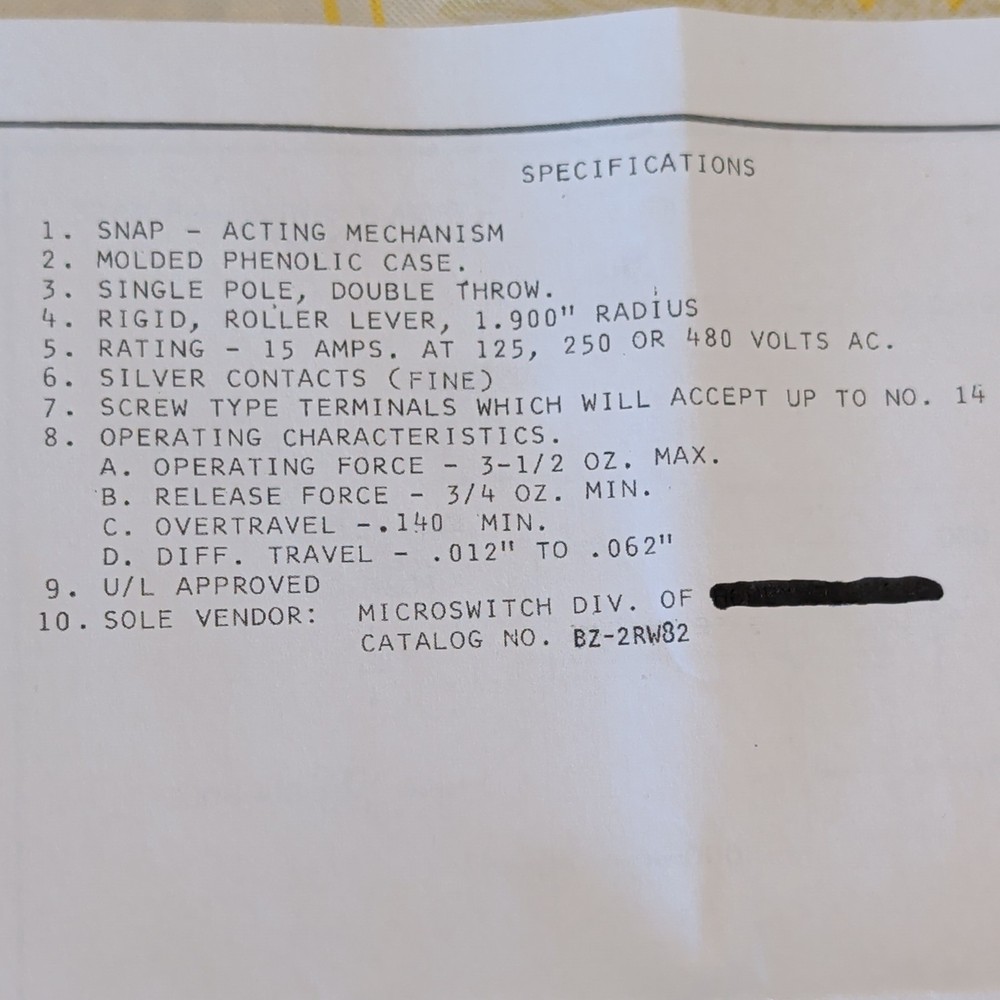 SPECIFICATIONS
1. SNAP - ACTING MECHANISM
2. MOLDED PHENOLIC CASE.
3. SINGLE POLE, DOUBLE THROW.
4. RIGID, ROLLER LEVER, 1.900" RADIUS
5. RATING - 15 AMPS. AT 125, 250 OR 480 VOLTS AC.
6. SILVER CONTACTS (FINE)
7. SCREW TYPE TERMINALS WHICH WILL ACCEPT UP TO NO. 14
8. OPERATING CHARACTERISTICS.
A. OPERATING FORCE - 3-1/2 OZ. MAX.
B. RELEASE FORCE - 3/4 OZ. MIN.
C. OVERTRAVEL -.140 MIN.
D. DIFF. TRAVEL - .012" TO .062"
9. U/L APPROVED
10. SOLE VENDOR: MICROSWITCH DIV. OF
CATALOG NO. BZ-2RW82